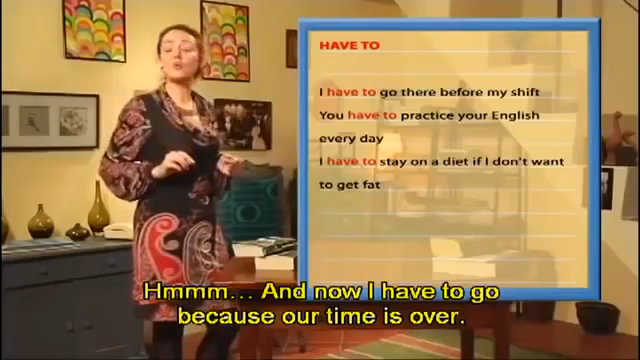 HAVE TO
I have to go there before my shift
You have to practice your English
every day
I have to stay on a diet if I don't want
to get fat
Hmmm... And now I have to go
because our time is over.